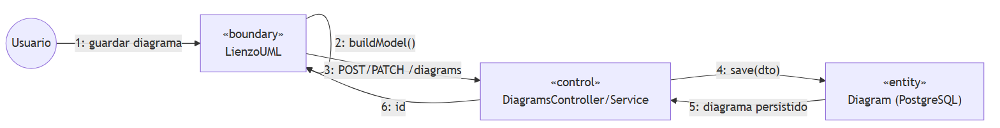 Usuario
1: guardar diagrama
«boundary»
LienzoUML
2: buildModel()
3: POST/PATCH /diagrams
«control»
DiagramsController/Service
4: save(dto)
«entity»
Diagram (PostgreSQL)
5: diagrama persistido
6: id